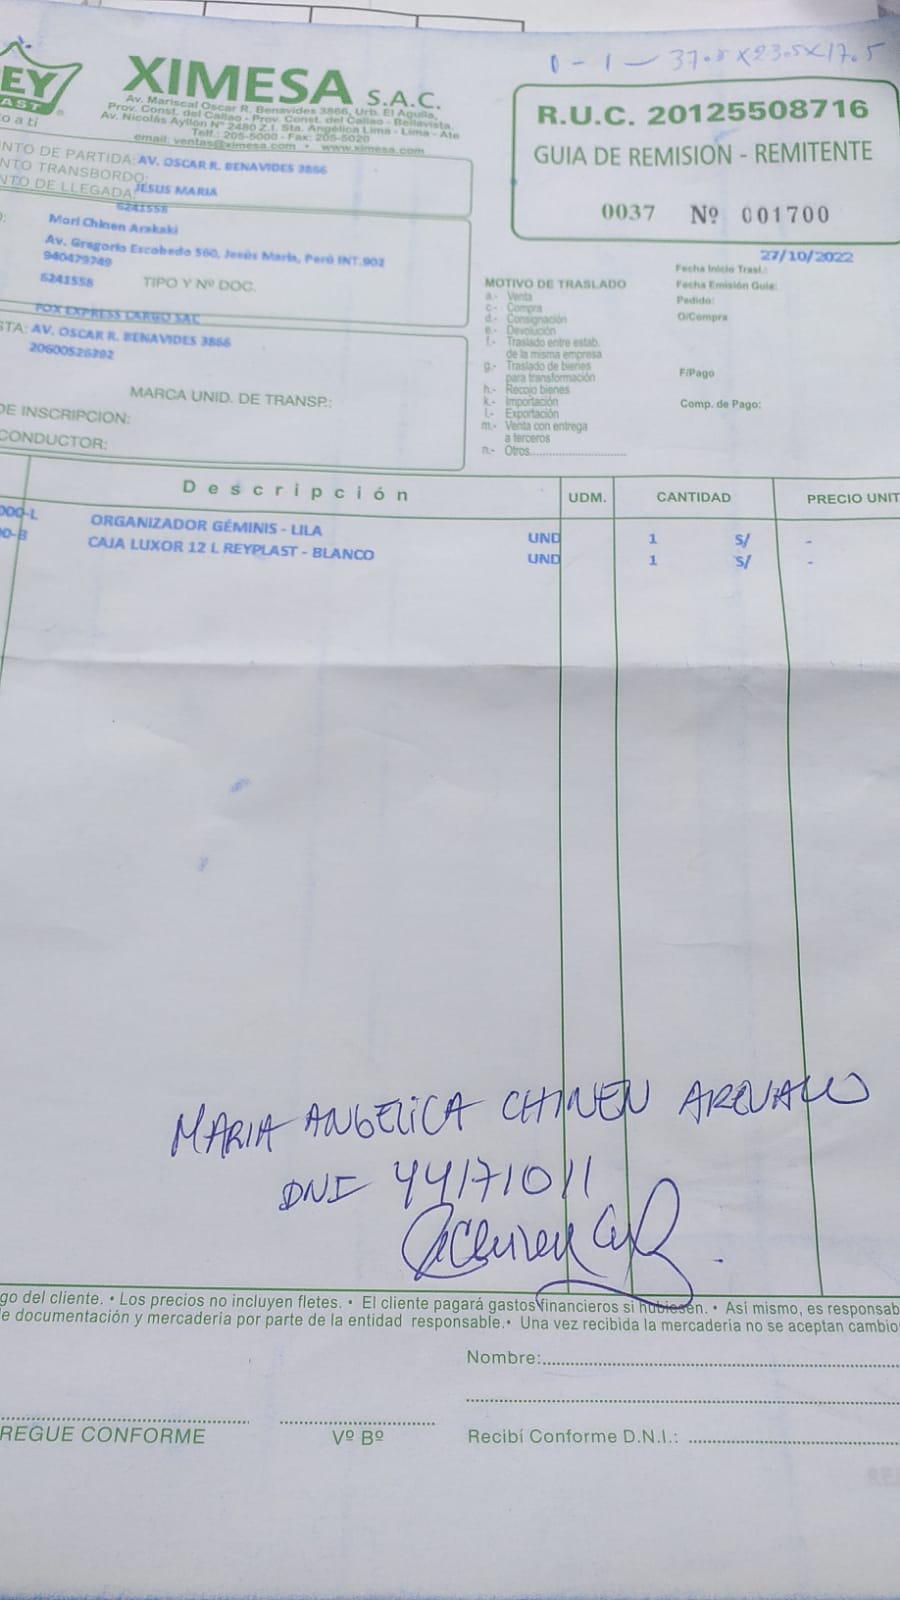 0 - 1 - 37.5 X 23.5 X 17.5
EY
AST
XIMESA S.A.C.
Av. Mariscal Oscar R. Benavides 3866, Urb. El Aguila,
Prov. Const. del Callao - Prov. Const. del Callao - Bellavista.
Av. Nicolás Ayllón Nº 2480 Z.I. Sta. Angélica Lima - Lima - Ate
Telf.: 205-5000 - Fax: 205-5020
email: ventas@ximesa.com • www.ximesa.com
R.U.C. 20125508716
GUIA DE REMISION - REMITENTE
0037 Nº 001700
NTO DE PARTIDA: AV. OSCAR R. BENAVIDES 3866
NTO TRANSBORDO:
NTO DE LLEGADA: JESUS MARIA
6241558
Mori Chinen Arakaki
Av. Gregorio Escobedo 560, Jesús María, Perú INT.902
940479749
6241558 TIPO Y Nº DOC.
FOX EXPRESS CARGO SAC
STA: AV. OSCAR R. BENAVIDES 3866
20600526392
MARCA UNID. DE TRANSP.:
DE INSCRIPCION:
CONDUCTOR:
MOTIVO DE TRASLADO
a.- Venta
c.- Compra
d.- Consignación
e.- Devolución
f.- Traslado entre estab.
de la misma empresa
g.- Traslado de bienes
para transformación
h.- Recojo bienes
k.- Importación
l.- Exportación
m.- Venta con entrega
a terceros
n.- Otros
27/10/2022
Fecha Inicio Trasl.:
Fecha Emisión Guía:
Pedido:
O/Compra
F/Pago
Comp. de Pago:
Descripción UDM. CANTIDAD PRECIO UNIT
000-L ORGANIZADOR GÉMINIS - LILA UND 1 S/ -
00-B CAJA LUXOR 12 L REYPLAST - BLANCO UND 1 S/ -
MARIA ANGELICA CHINEN AREVALO
DNI 44171011
go del cliente. • Los precios no incluyen fletes. • El cliente pagará gastos financieros si hubiesen. • Así mismo, es responsab
e documentación y mercadería por parte de la entidad responsable. • Una vez recibida la mercadería no se aceptan cambio
Nombre:
REGUE CONFORME
Vº Bº
Recibí Conforme D.N.I.: